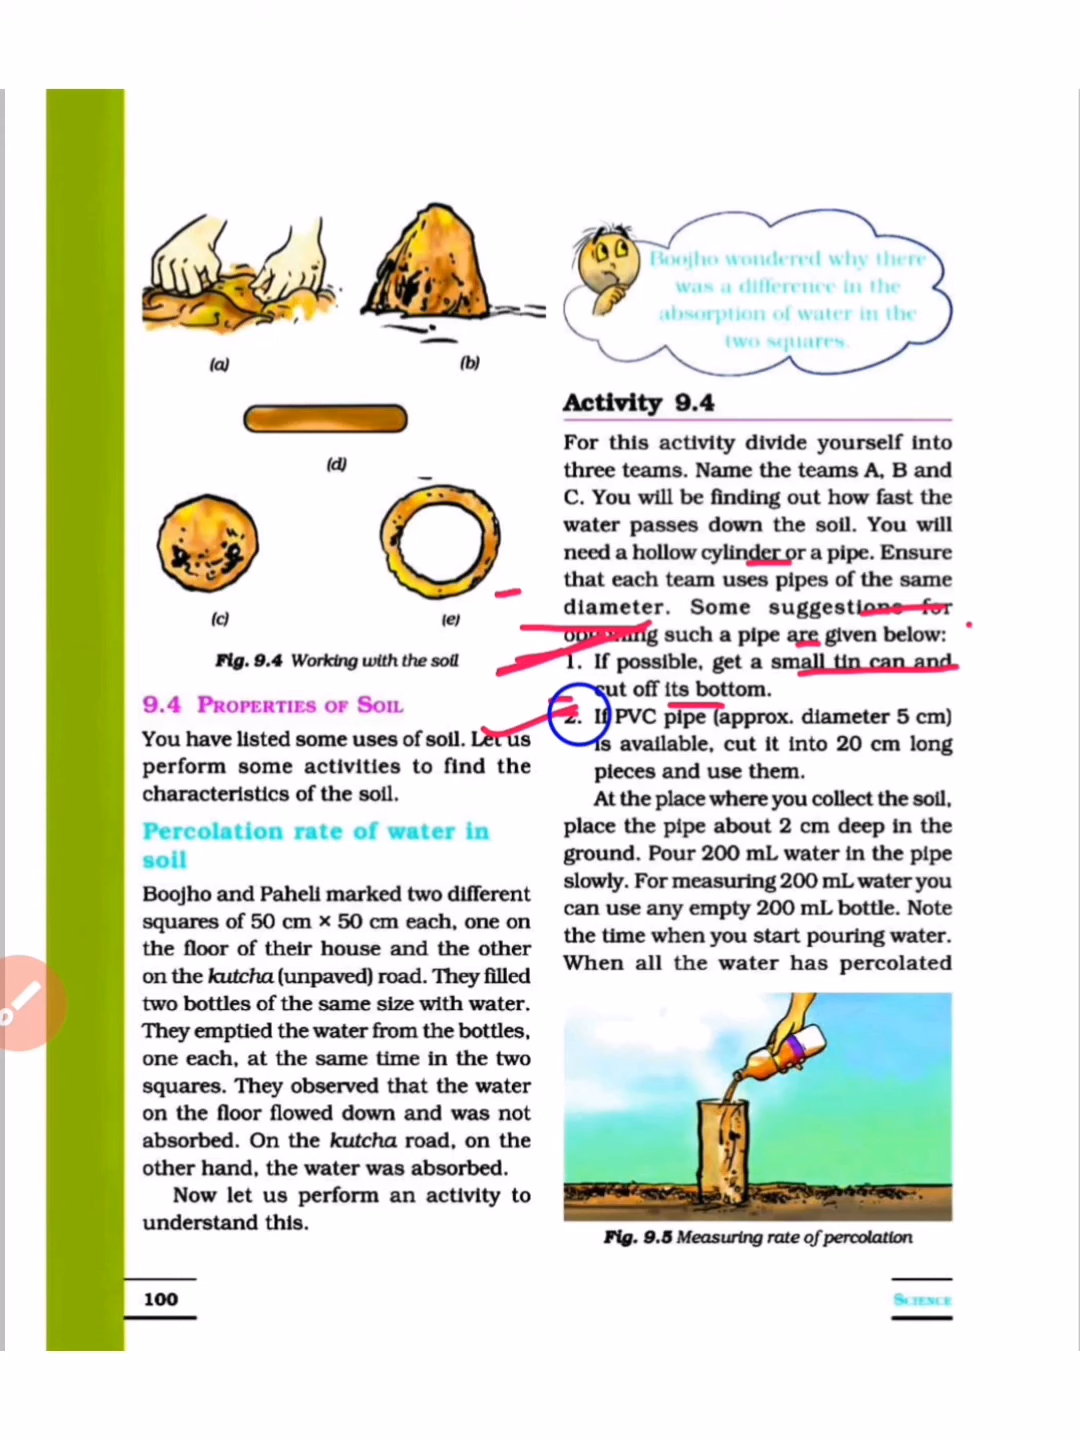 (a)
(b)
(d)
(c)
(e)
Fig. 9.4 Working with the soil
9.4 PROPERTIES OF SOIL
You have listed some uses of soil. Let us
perform some activities to find the
characteristics of the soil.
Percolation rate of water in
soil
Boojho and Paheli marked two different
squares of 50 cm × 50 cm each, one on
the floor of their house and the other
on the kutcha (unpaved) road. They filled
two bottles of the same size with water.
They emptied the water from the bottles,
one each, at the same time in the two
squares. They observed that the water
on the floor flowed down and was not
absorbed. On the kutcha road, on the
other hand, the water was absorbed.
Now let us perform an activity to
understand this.
Boojho wondered why there
was a difference in the
absorption of water in the
two squares.
Activity 9.4
For this activity divide yourself into
three teams. Name the teams A, B and
C. You will be finding out how fast the
water passes down the soil. You will
need a hollow cylinder or a pipe. Ensure
that each team uses pipes of the same
diameter. Some suggestions for
such a pipe are given below:
1. If possible, get a small tin can and
cut off its bottom.
2. If PVC pipe (approx. diameter 5 cm)
is available, cut it into 20 cm long
pieces and use them.
At the place where you collect the soil,
place the pipe about 2 cm deep in the
ground. Pour 200 mL water in the pipe
slowly. For measuring 200 mL water you
can use any empty 200 mL bottle. Note
the time when you start pouring water.
When all the water has percolated
Fig. 9.5 Measuring rate of percolation
100
SCIENCE